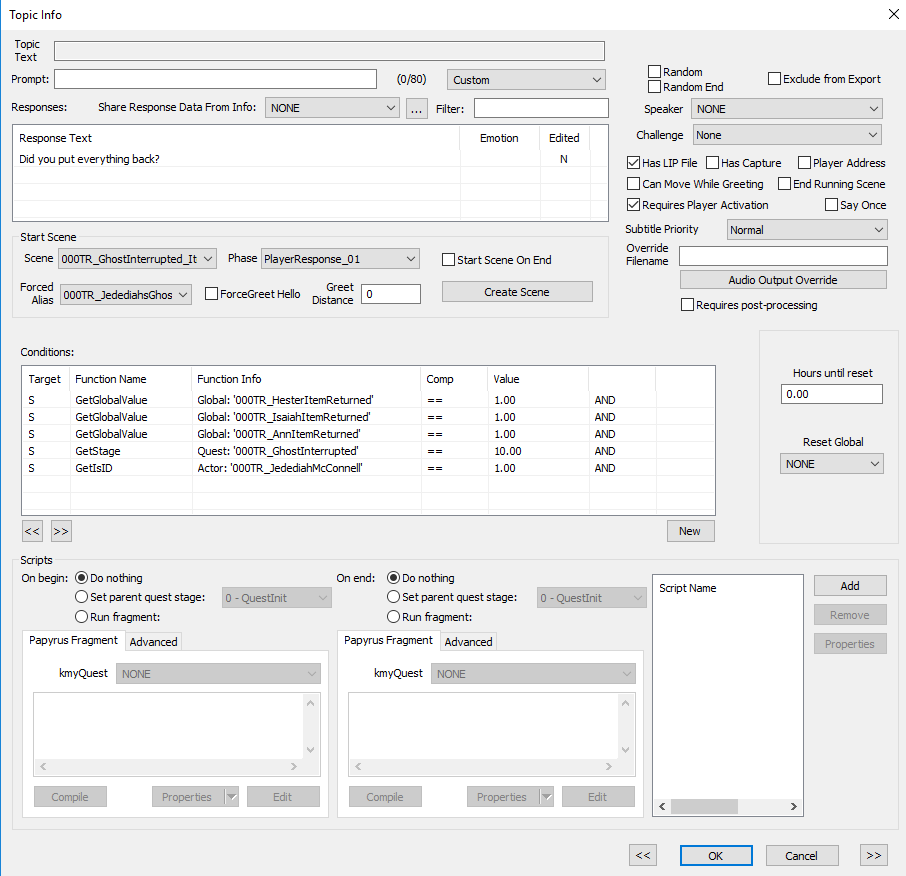 Topic Info
Topic
Text
Prompt: (0/80) Custom
Random
Random End
Exclude from Export
Responses: Share Response Data From Info: NONE ... Filter:
Speaker NONE
Challenge None
Response Text Emotion Edited
Did you put everything back? N
Has LIP File Has Capture Player Address
Can Move While Greeting End Running Scene
Requires Player Activation Say Once
Subtitle Priority Normal
Override
Filename
Audio Output Override
Requires post-processing
Start Scene
Scene 000TR_GhostInterrupted_It Phase PlayerResponse_01 Start Scene On End
Forced
Alias 000TR_JedediahsGhos ForceGreet Hello Greet
Distance 0 Create Scene
Conditions:
Target Function Name Function Info Comp Value
S GetGlobalValue Global: '000TR_HesterItemReturned' == 1.00 AND
S GetGlobalValue Global: '000TR_IsaiahItemReturned' == 1.00 AND
S GetGlobalValue Global: '000TR_AnnItemReturned' == 1.00 AND
S GetStage Quest: '000TR_GhostInterrupted' == 10.00 AND
S GetIsID Actor: '000TR_JedediahMcConnell' == 1.00 AND
<< >> New
Hours until reset
0.00
Reset Global
NONE
Scripts
On begin: Do nothing
Set parent quest stage: 0 - QuestInit
Run fragment:
Papyrus Fragment Advanced
kmyQuest NONE
Compile Properties Edit
On end: Do nothing
Set parent quest stage: 0 - QuestInit
Run fragment:
Papyrus Fragment Advanced
kmyQuest NONE
Compile Properties Edit
Script Name
Add
Remove
Properties
<< OK Cancel >>